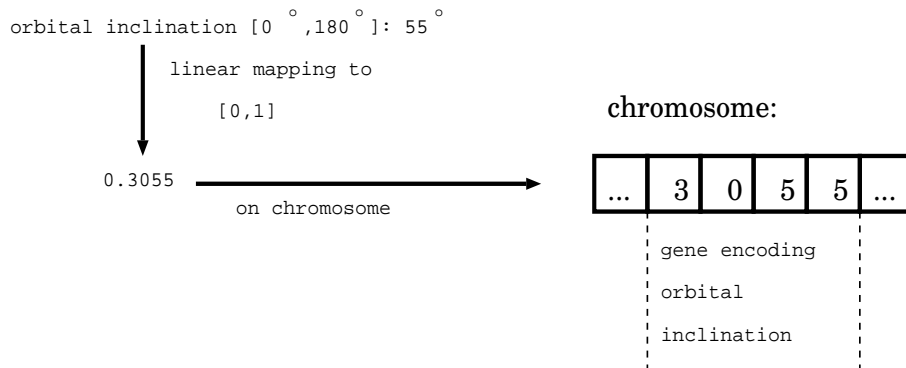 orbital inclination [0°,180°]: 55°
linear mapping to
[0,1]
chromosome:
0.3055
on chromosome
... 3 0 5 5 ...
gene encoding
orbital
inclination